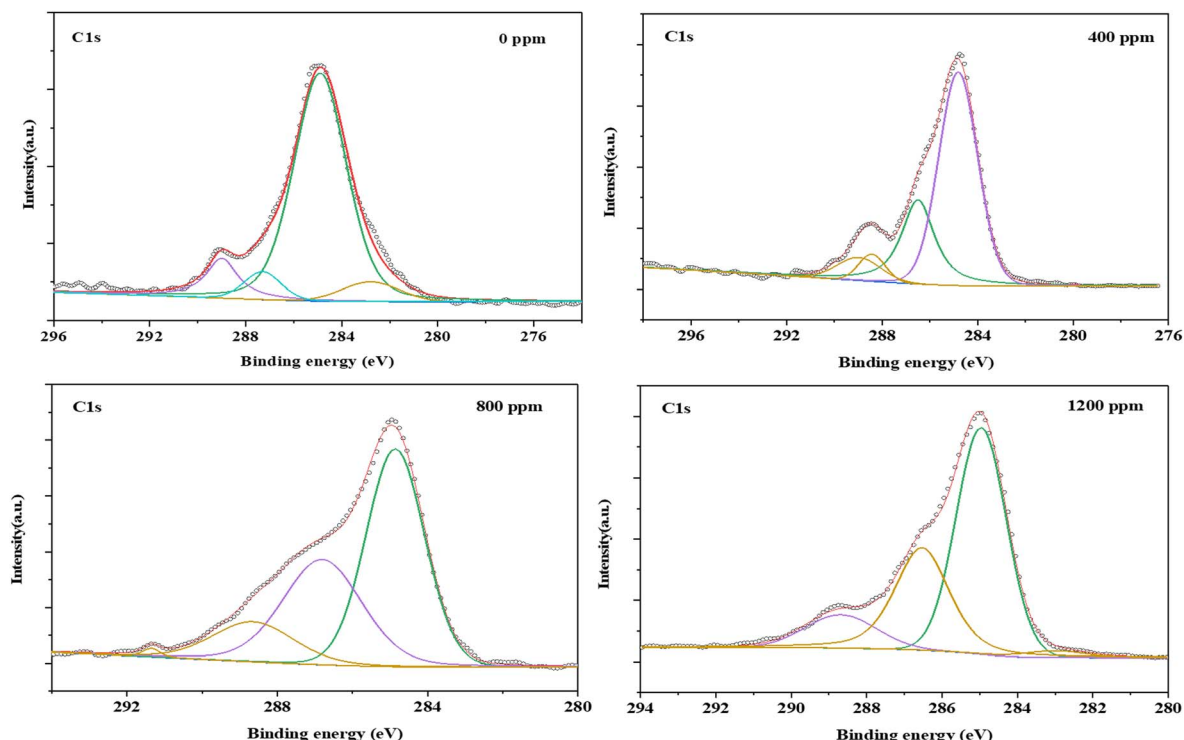 C1s
0 ppm
Intensity(a.u.)
296 292 288 284 280 276
Binding energy (eV)
C1s
400 ppm
Intensity(a.u.)
296 292 288 284 280 276
Binding energy (eV)
C1s
800 ppm
Intensity(a.u.)
292 288 284 280
Binding energy (eV)
C1s
1200 ppm
Intensity(a.u.)
294 292 290 288 286 284 282 280
Binding energy (eV)